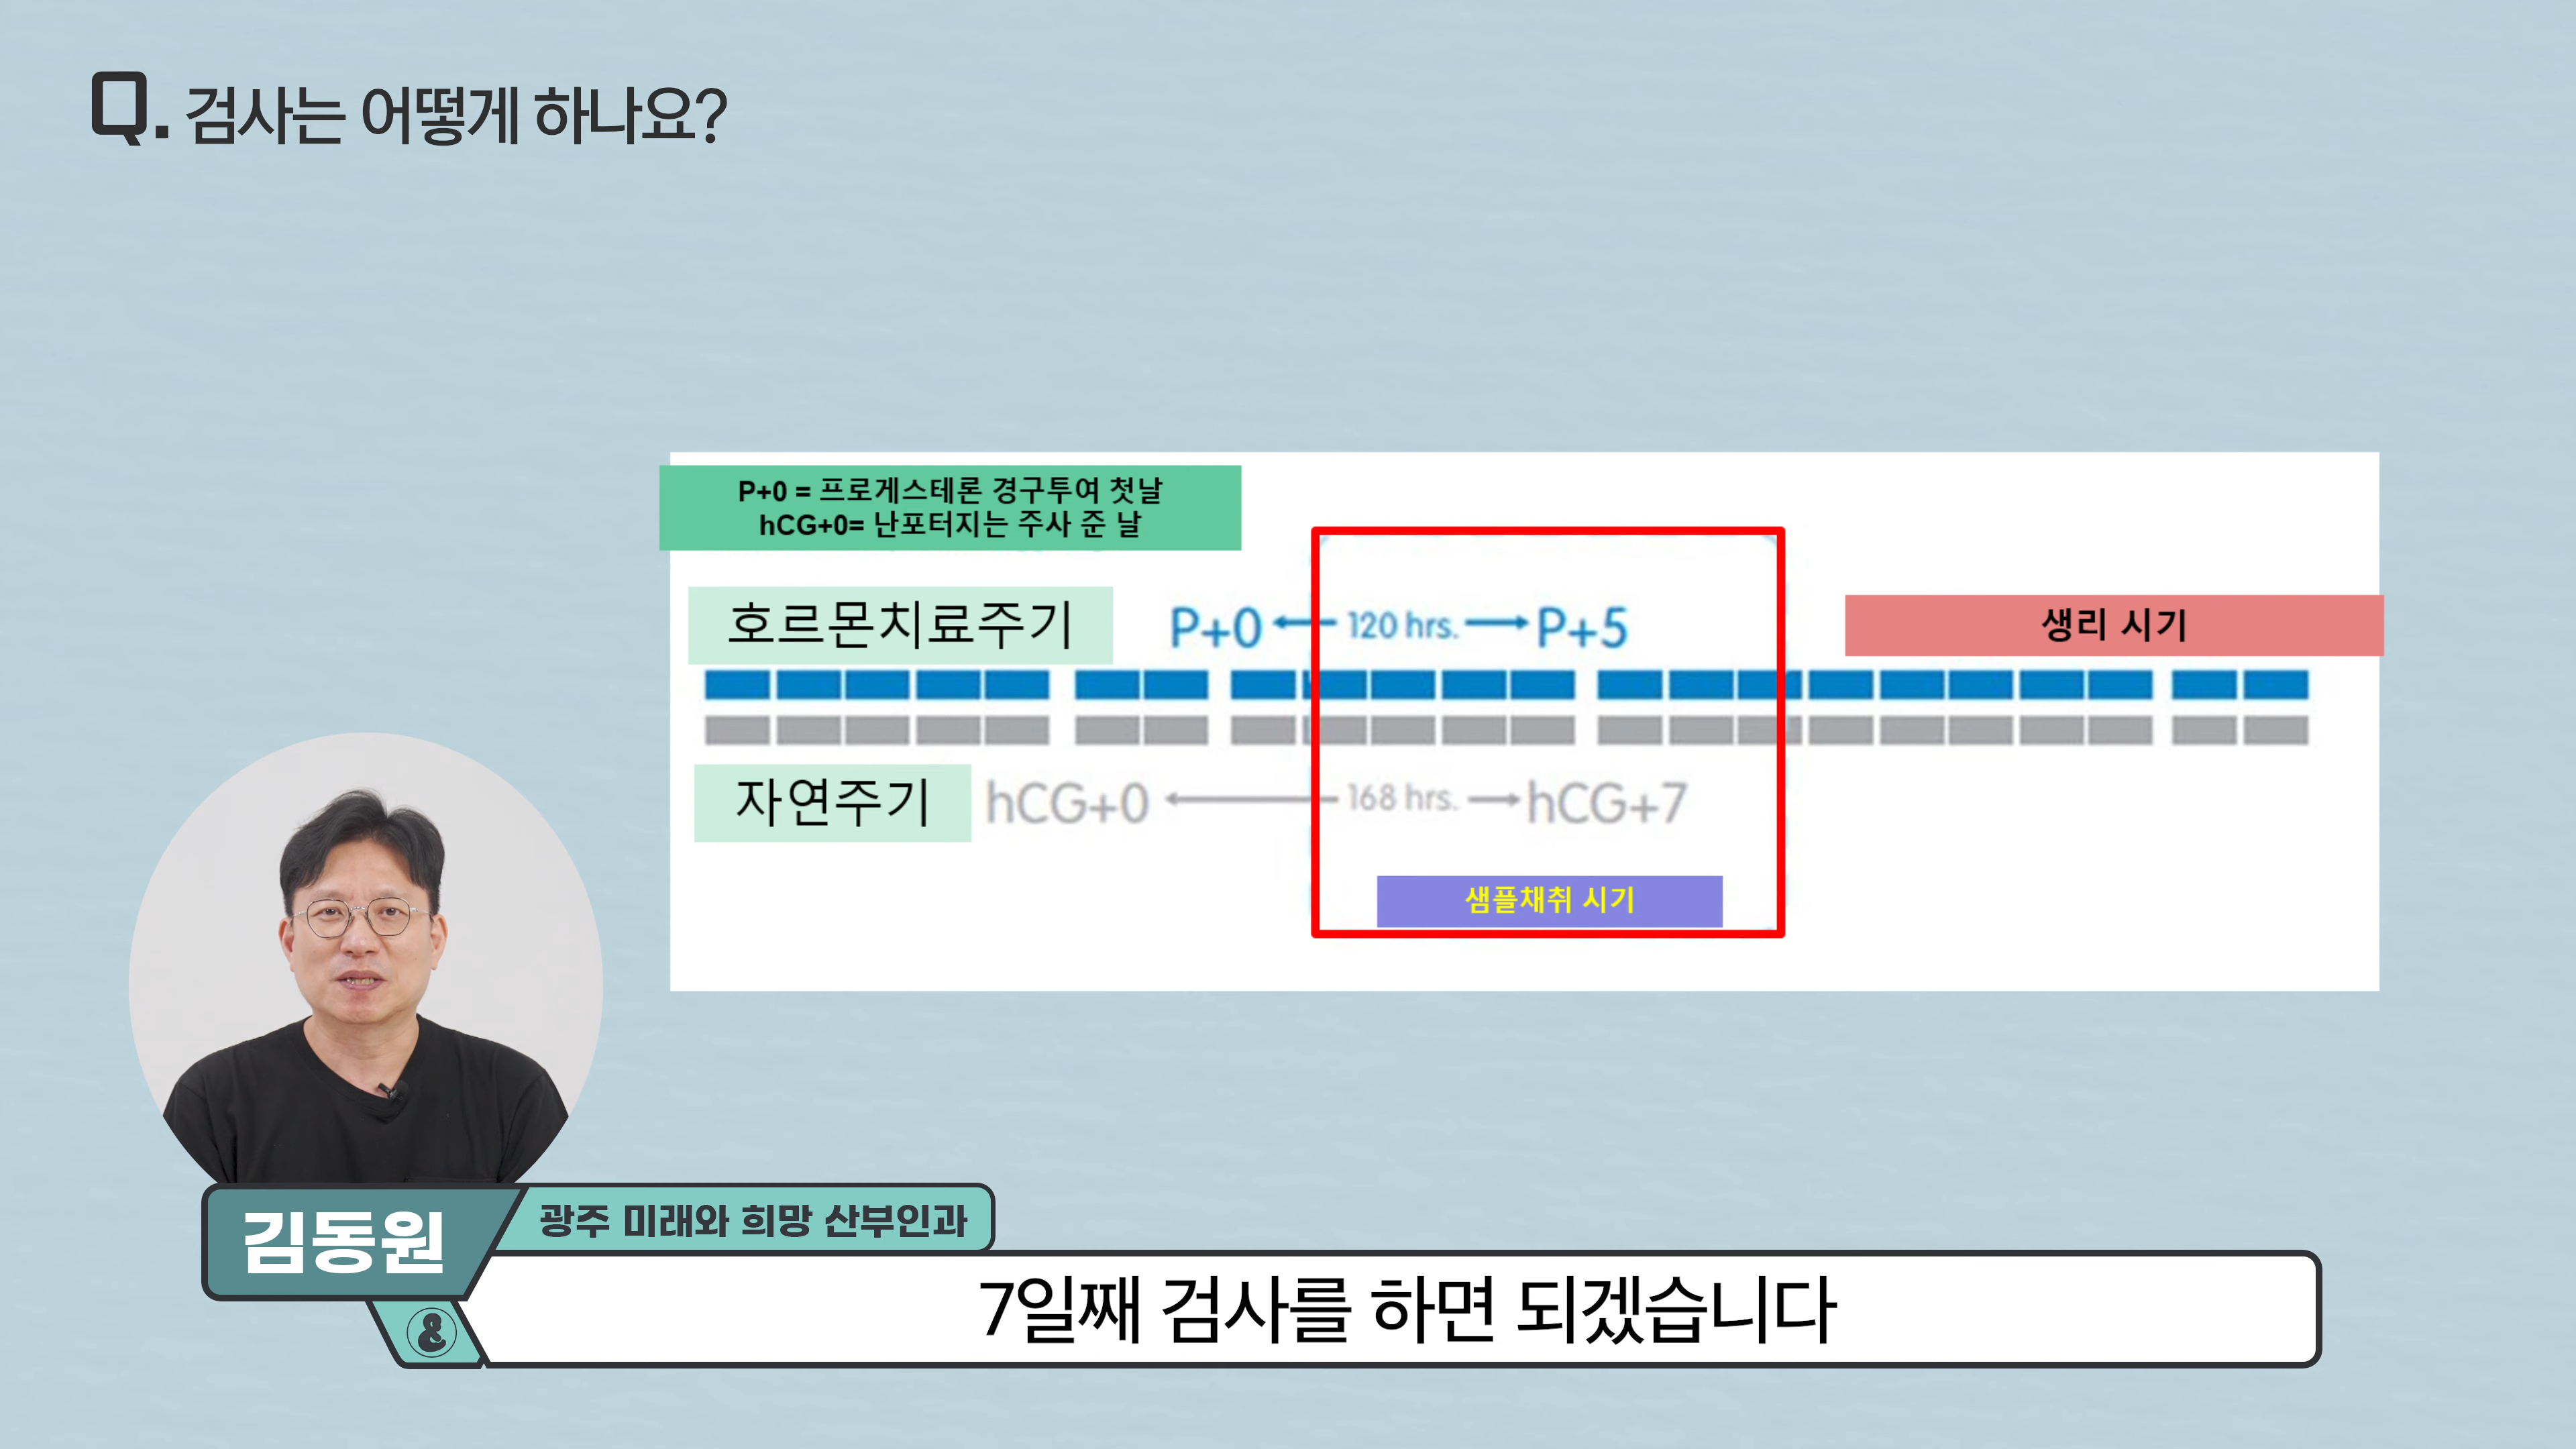 Q. 검사는 어떻게 하나요?
P+0 = 프로게스테론 경구투여 첫날
hCG+0= 난포터지는 주사 준 날
호르몬치료주기
P+0
120 hrs.
P+5
생리 시기
자연주기
hCG+0
168 hrs.
hCG+7
샘플채취 시기
김동원
광주 미래와 희망 산부인과
&
7일째 검사를 하면 되겠습니다